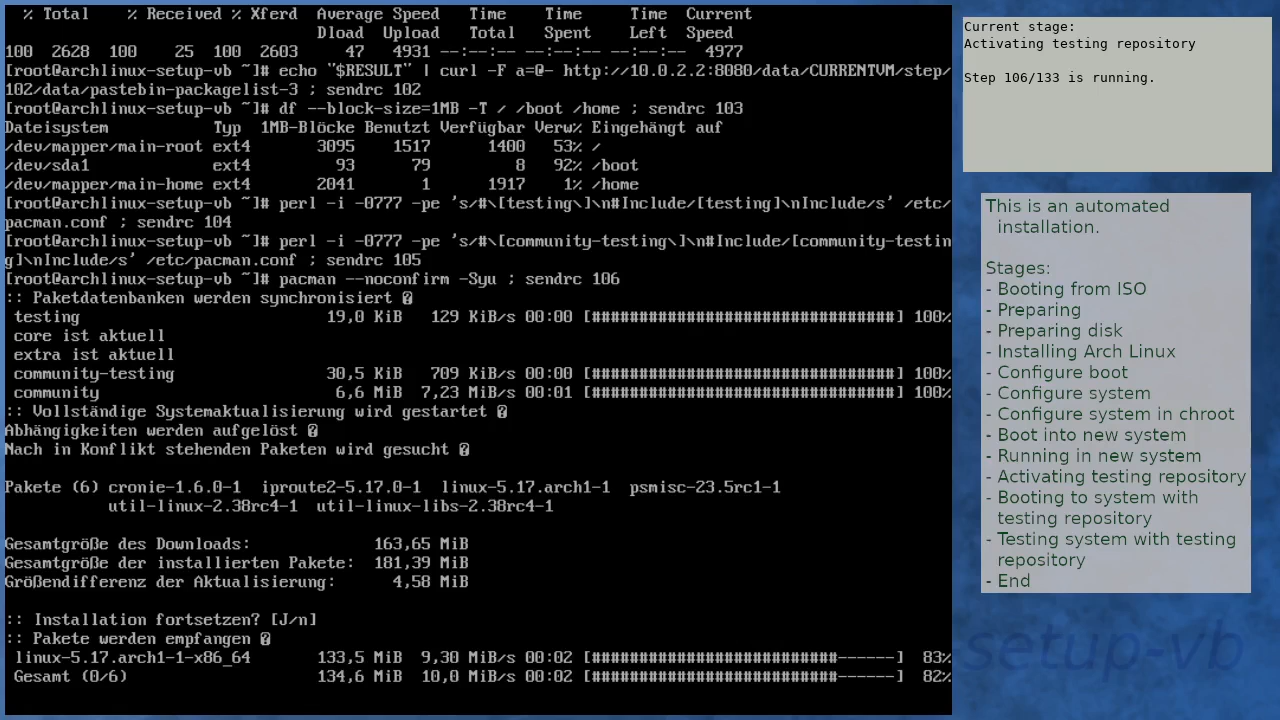 % Total    % Received % Xferd  Average Speed   Time    Time     Time  Current
                                 Dload  Upload   Total   Spent    Left  Speed
100  2628  100    25  100  2603     47   4931 --:--:-- --:--:-- --:--:--  4977
[root@archlinux-setup-vb ~]# echo "$RESULT" | curl -F a=@- http://10.0.2.2:8080/data/CURRENTVM/step/
102/data/pastebin-packagelist-3 ; sendrc 102
[root@archlinux-setup-vb ~]# df --block-size=1MB -T / /boot /home ; sendrc 103
Dateisystem           Typ  1MB-Blöcke Benutzt Verfügbar Verw% Eingehängt auf
/dev/mapper/main-root ext4       3095    1517      1400   53% /
/dev/sda1             ext4         93      79         8   92% /boot
/dev/mapper/main-home ext4       2041       1      1917    1% /home
[root@archlinux-setup-vb ~]# perl -i -0777 -pe 's/#\[testing\]\n#Include/[testing]\nInclude/s' /etc/
pacman.conf ; sendrc 104
[root@archlinux-setup-vb ~]# perl -i -0777 -pe 's/#\[community-testing\]\n#Include/[community-testin
g]\nInclude/s' /etc/pacman.conf ; sendrc 105
[root@archlinux-setup-vb ~]# pacman --noconfirm -Syu ; sendrc 106
:: Paketdatenbanken werden synchronisiert �
 testing                          19,0 KiB   129 KiB/s 00:00 [################################] 100%
 core ist aktuell
 extra ist aktuell
 community-testing                30,5 KiB   709 KiB/s 00:00 [################################] 100%
 community                         6,6 MiB  7,23 MiB/s 00:01 [################################] 100%
:: Vollständige Systemaktualisierung wird gestartet �
Abhängigkeiten werden aufgelöst �
Nach in Konflikt stehenden Paketen wird gesucht �
Pakete (6) cronie-1.6.0-1  iproute2-5.17.0-1  linux-5.17.arch1-1  psmisc-23.5rc1-1
           util-linux-2.38rc4-1  util-linux-libs-2.38rc4-1
Gesamtgröße des Downloads:             163,65 MiB
Gesamtgröße der installierten Pakete:  181,39 MiB
Größendifferenz der Aktualisierung:      4,58 MiB
:: Installation fortsetzen? [J/n]
:: Pakete werden empfangen �
 linux-5.17.arch1-1-x86_64       133,5 MiB  9,30 MiB/s 00:02 [##########################------]  83%
 Gesamt (0/6)                    134,6 MiB  10,0 MiB/s 00:02 [##########################------]  82%
Current stage:
Activating testing repository
Step 106/133 is running.
This is an automated
installation.
Stages:
- Booting from ISO
- Preparing
- Preparing disk
- Installing Arch Linux
- Configure boot
- Configure system
- Configure system in chroot
- Boot into new system
- Running in new system
- Activating testing repository
- Booting to system with
testing repository
- Testing system with testing
repository
- End
setup-vb